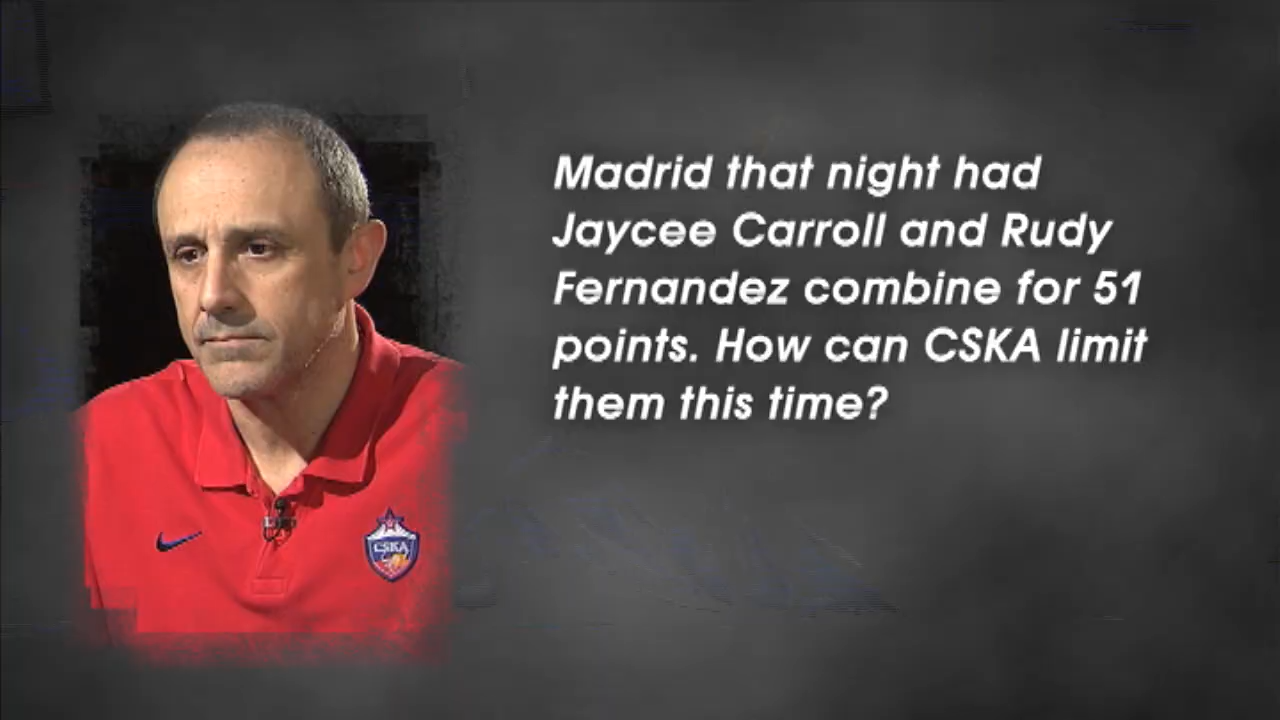 Madrid that night had
Jaycee Carroll and Rudy
Fernandez combine for 51
points. How can CSKA limit
them this time?
CSKA